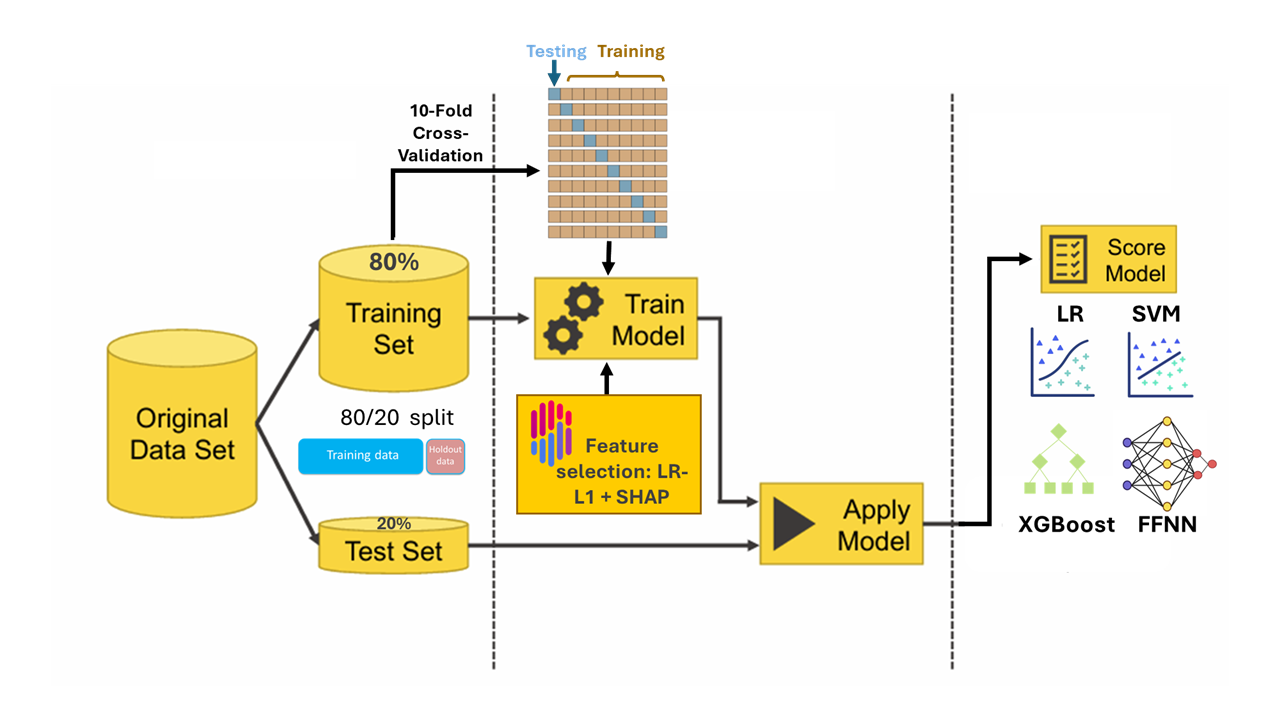 Testing Training
10-Fold
Cross-
Validation
80%
Training
Set
Train
Model
Score
Model
LR SVM
Original
Data Set
80/20 split
Training data
Holdout
data
Feature
selection: LR-
L1 + SHAP
20%
Test Set
Apply
Model
XGBoost FFNN